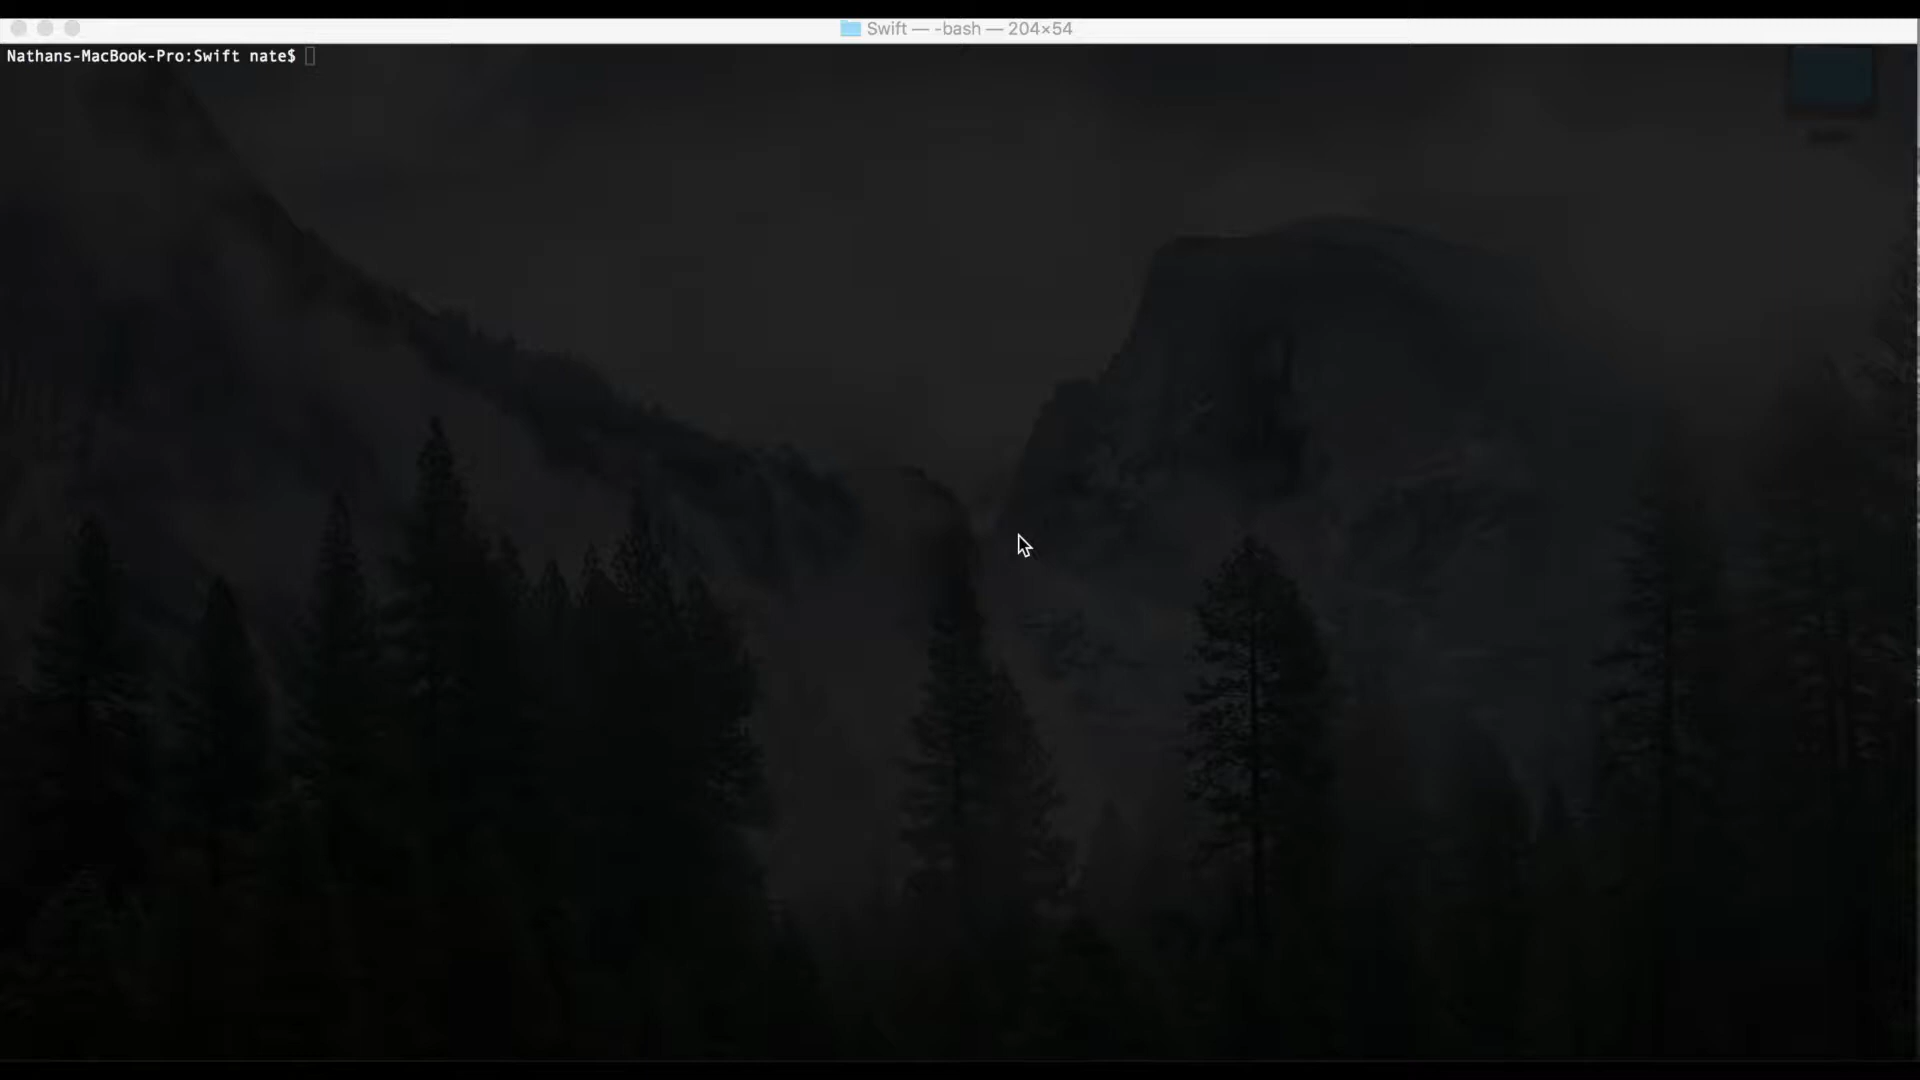 Swift — -bash — 204×54
Nathans-MacBook-Pro:Swift nate$